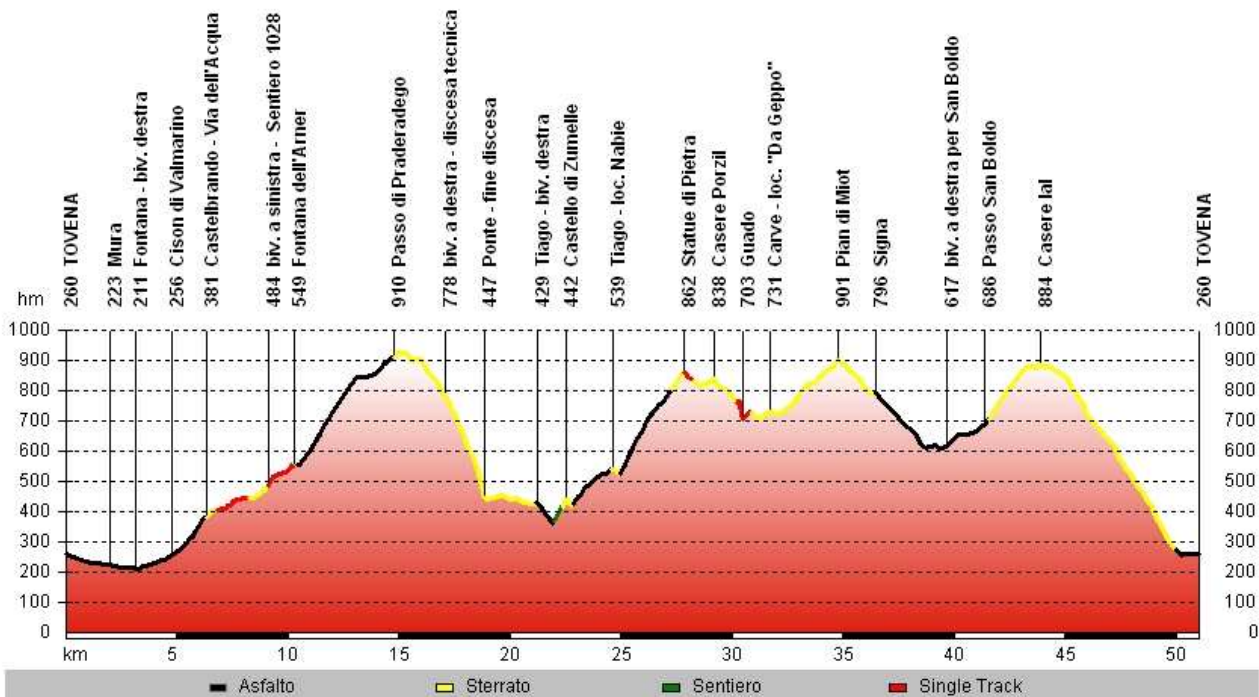 260 TOVENA
223 Mura
211 Fontana - biv. destra
256 Cison di Valmarino
381 Castelbrando - Via dell'Acqua
484 biv. a sinistra - Sentiero 1028
549 Fontana dell'Arner
910 Passo di Praderadego
778 biv. a destra - discesa tecnica
447 Ponte - fine discesa
429 Tiago - biv. destra
442 Castello di Zumelle
539 Tiago - loc. Nabie
862 Statue di Pietra
838 Casere Porzil
703 Guado
731 Carve - loc. "Da Geppo"
901 Pian di Miot
796 Signa
617 biv. a destra per San Boldo
686 Passo San Boldo
884 Casere Ial
260 TOVENA
hm
1000 1000
900 900
800 800
700 700
600 600
500 500
400 400
300 300
200 200
100 100
0 0
km 5 10 15 20 25 30 35 40 45 50
Asfalto Sterrato Sentiero Single Track